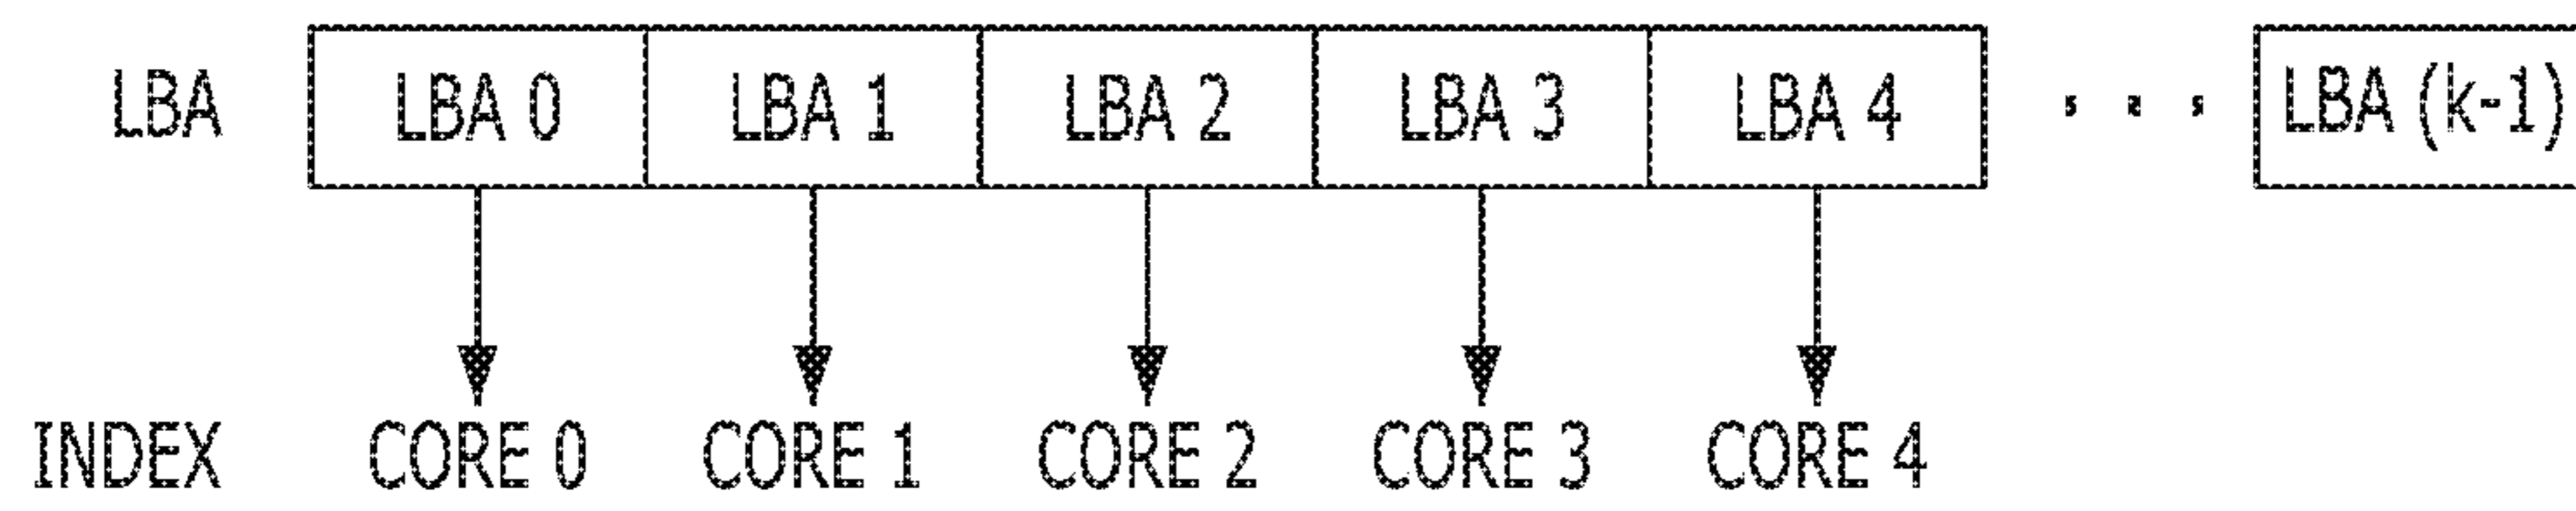 LBA LBA 0 LBA 1 LBA 2 LBA 3 LBA 4 . . . LBA (k-1)
INDEX CORE 0 CORE 1 CORE 2 CORE 3 CORE 4